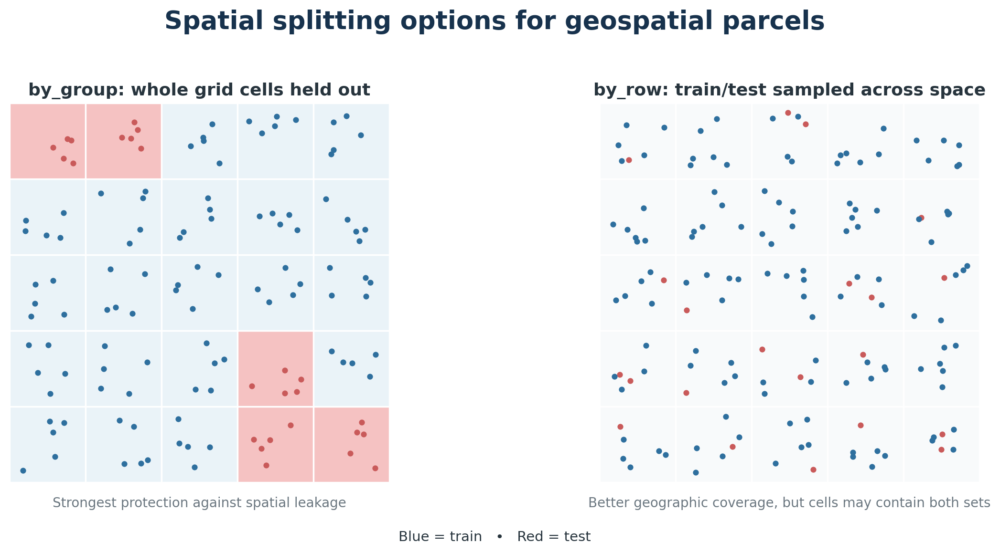 Spatial splitting options for geospatial parcels
by_group: whole grid cells held out
by_row: train/test sampled across space
Strongest protection against spatial leakage
Better geographic coverage, but cells may contain both sets
Blue = train • Red = test